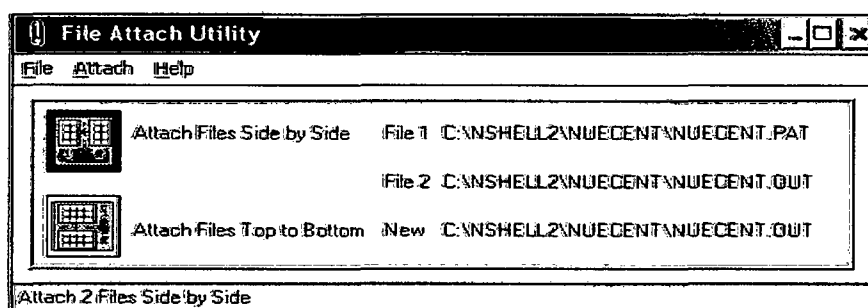 File Attach Utility
File Attach Help
Attach Files Side by Side File 1 C:\NSHELL2\NUECENT\NUECENT.PAT
File 2 C:\NSHELL2\NUECENT\NUECENT.OUT
Attach Files Top to Bottom New C:\NSHELL2\NUECENT\NUECENT.OUT
Attach 2 Files Side by Side